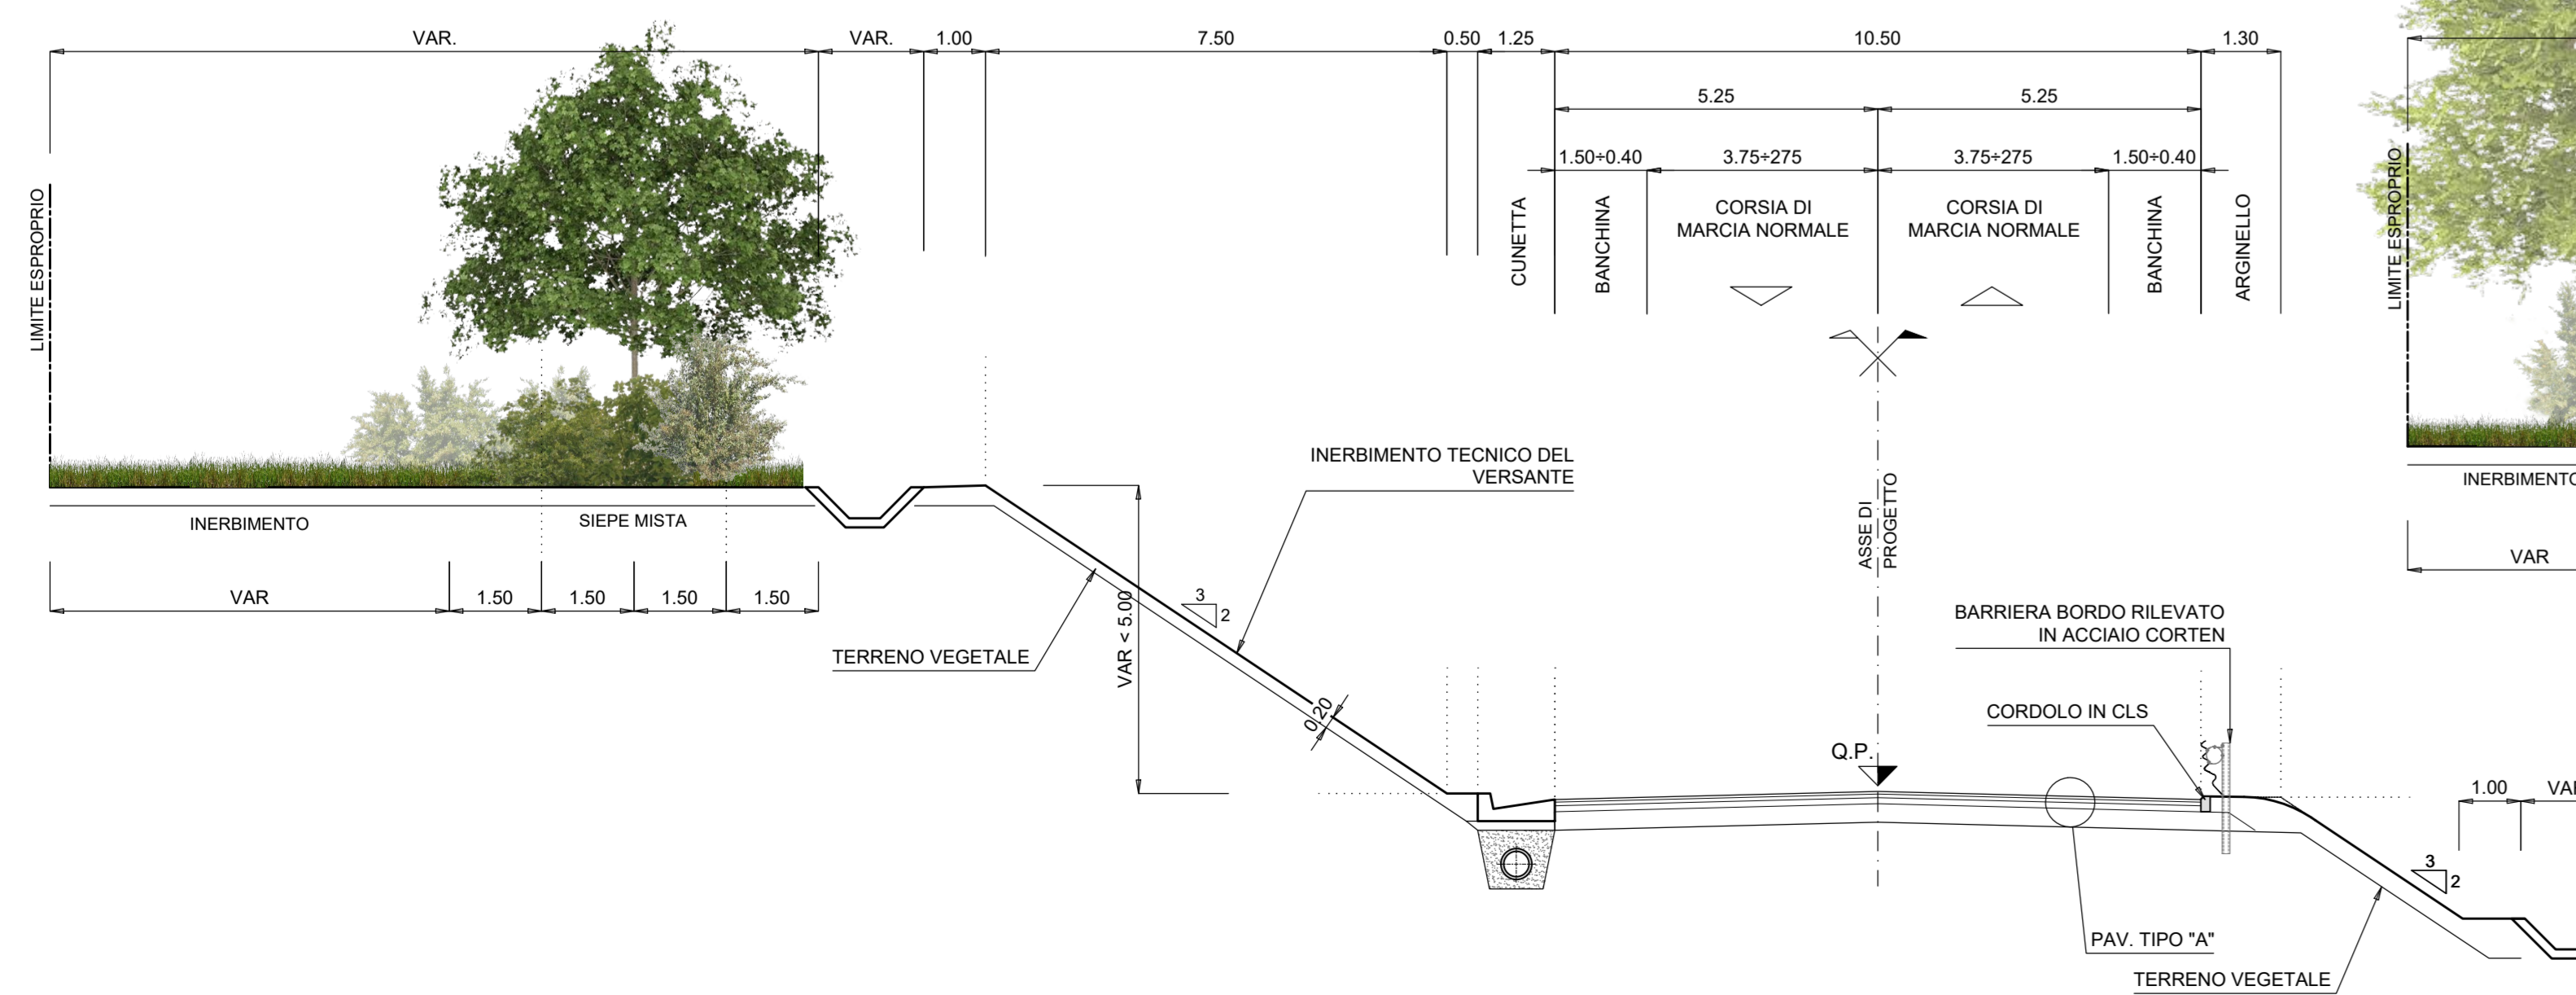 VAR.
VAR.
1.00
7.50
0.50
1.25
10.50
1.30
5.25
5.25
1.50÷0.40
3.75÷275
3.75÷275
1.50÷0.40
LIMITE ESPROPRIO
CUNETTA
BANCHINA
CORSIA DI
MARCIA NORMALE
CORSIA DI
MARCIA NORMALE
BANCHINA
ARGINELLO
LIMITE ESPROPRIO
INERBIMENTO TECNICO DEL
VERSANTE
ASSE DI
PROGETTO
INERBIMENTO
SIEPE MISTA
INERBIMENTO
VAR
VAR
1.50
1.50
1.50
1.50
3
2
VAR < 5.00
TERRENO VEGETALE
0.20
BARRIERA BORDO RILEVATO
IN ACCIAIO CORTEN
CORDOLO IN CLS
Q.P.
1.00
VAR
3
2
PAV. TIPO "A"
TERRENO VEGETALE